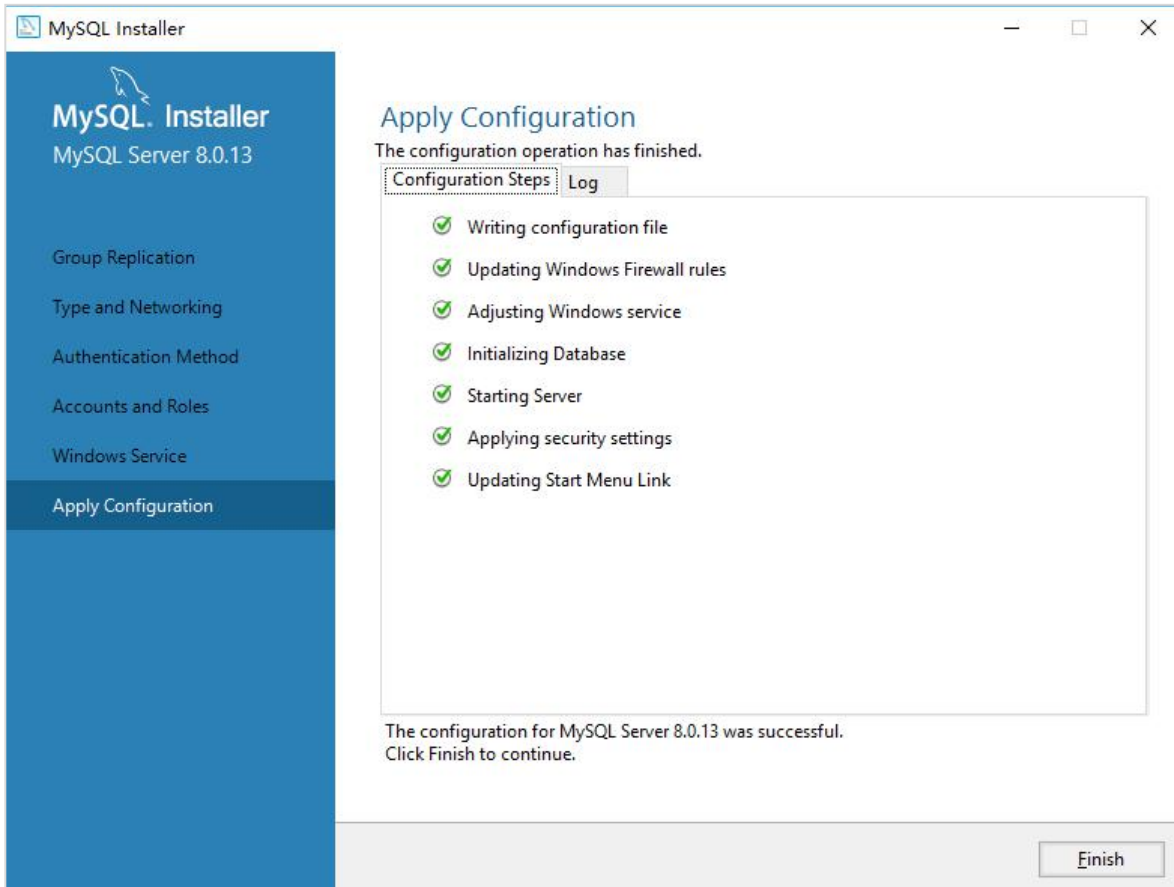 MySQL Installer
MySQL. Installer
MySQL Server 8.0.13
Group Replication
Type and Networking
Authentication Method
Accounts and Roles
Windows Service
Apply Configuration
Apply Configuration
The configuration operation has finished.
Configuration Steps Log
Writing configuration file
Updating Windows Firewall rules
Adjusting Windows service
Initializing Database
Starting Server
Applying security settings
Updating Start Menu Link
The configuration for MySQL Server 8.0.13 was successful.
Click Finish to continue.
Finish